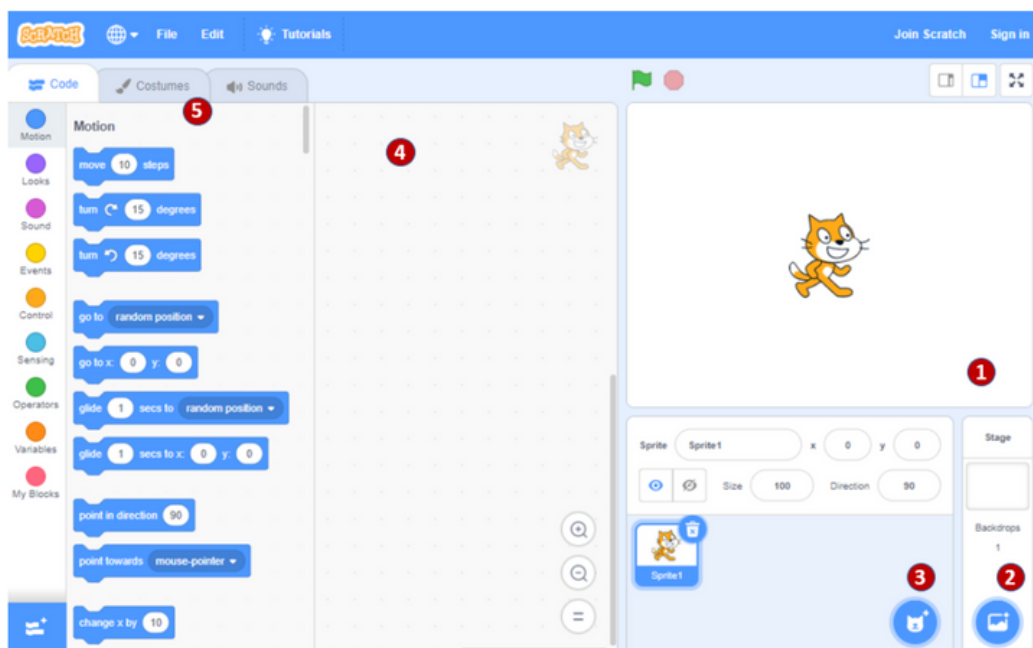 SCRATCH File Edit Tutorials Join Scratch Sign in
Code Costumes Sounds
5
Motion
Looks
Sound
Events
Control
Sensing
Operators
Variables
My Blocks
Motion
move 10 steps
turn 15 degrees
turn 15 degrees
go to random position
go to x: 0 y: 0
glide 1 secs to random position
glide 1 secs to x: 0 y: 0
point in direction 90
point towards mouse-pointer
change x by 10
4
=
1
Sprite Sprite1 x 0 y 0
Size 100 Direction 90
Sprite1
3
Stage
Backdrops
1
2